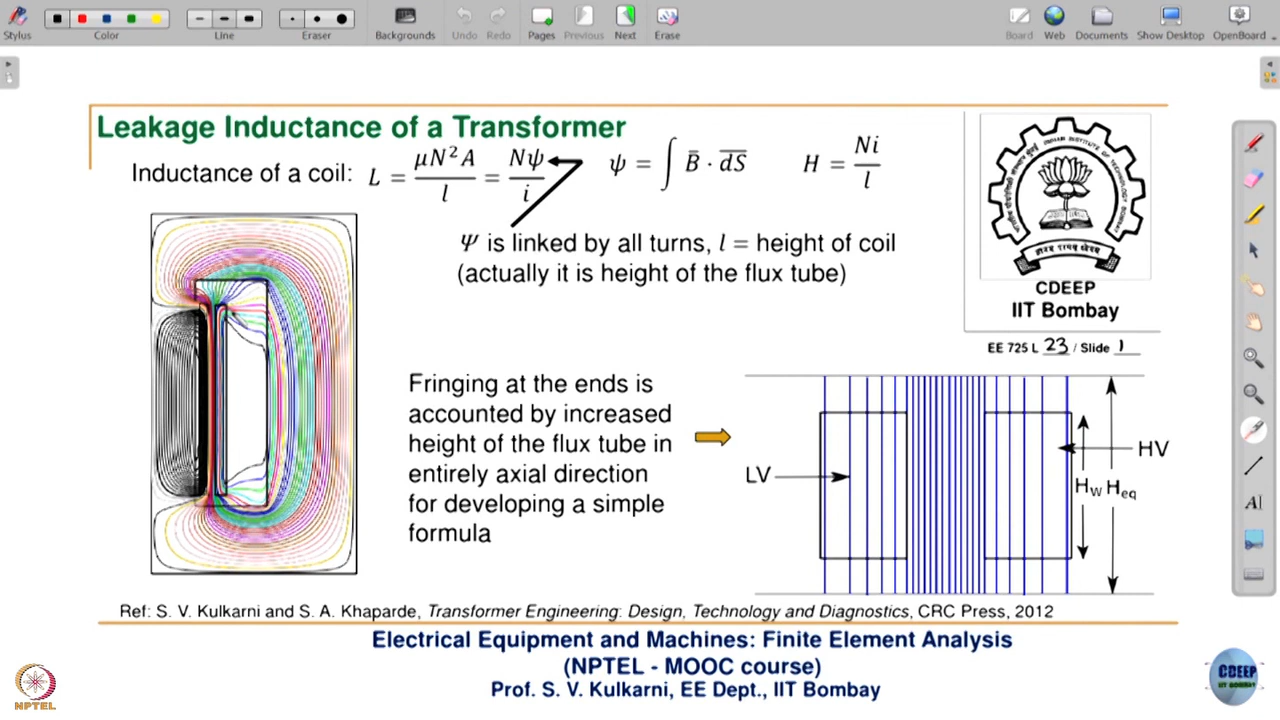 Stylus
Color
Line
Eraser
Backgrounds
Undo
Redo
Pages
Previous
Next
Erase
Board
Web
Documents
Show Desktop
OpenBoard
Leakage Inductance of a Transformer
Inductance of a coil: L = μN²A / l = Nψ / i
ψ = ∫ B̄ · dS̄
H = Ni / l
Ψ is linked by all turns, l = height of coil
(actually it is height of the flux tube)
CDEEP
IIT Bombay
EE 725 L 23 / Slide 1
Fringing at the ends is
accounted by increased
height of the flux tube in
entirely axial direction
for developing a simple
formula
LV
HV
H_W H_eq
Ref: S. V. Kulkarni and S. A. Khaparde, Transformer Engineering: Design, Technology and Diagnostics, CRC Press, 2012
Electrical Equipment and Machines: Finite Element Analysis
(NPTEL - MOOC course)
Prof. S. V. Kulkarni, EE Dept., IIT Bombay
NPTEL
CDEEP
IIT BOMBAY